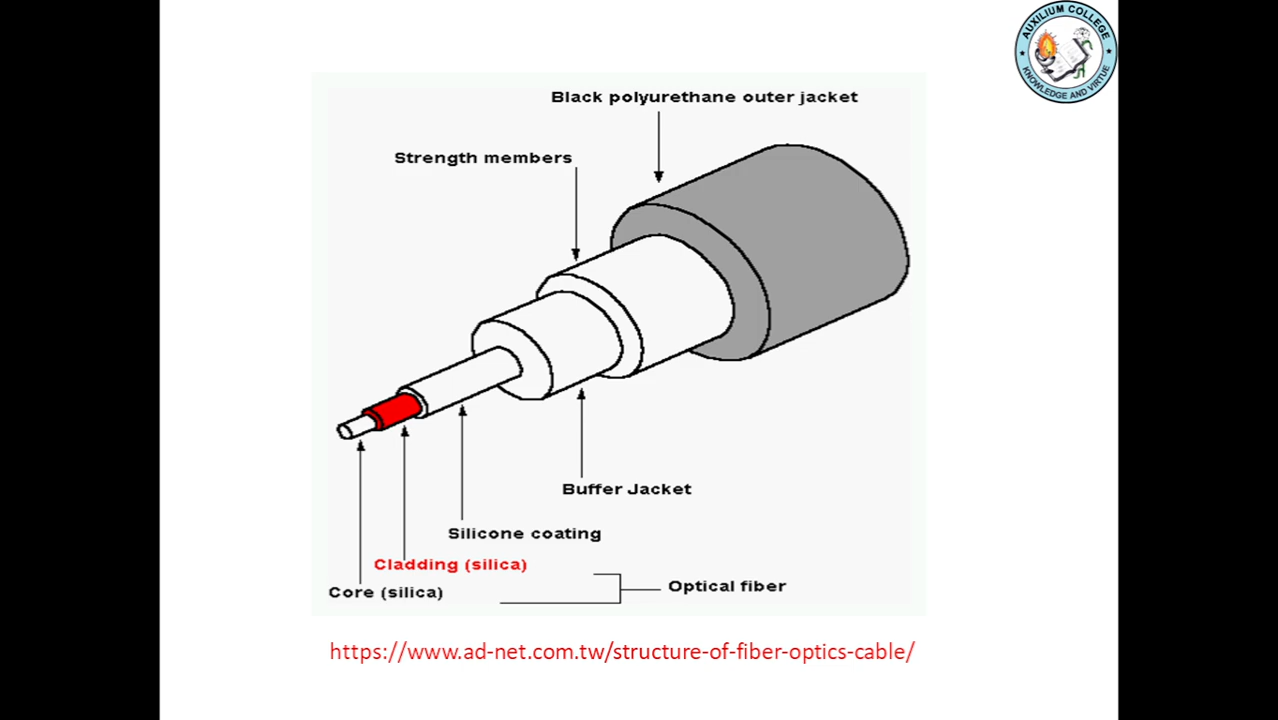 AUXILIUM COLLEGE
KNOWLEDGE AND VIRTUE
Black polyurethane outer jacket
Strength members
Buffer Jacket
Silicone coating
Cladding (silica)
Optical fiber
Core (silica)
https://www.ad-net.com.tw/structure-of-fiber-optics-cable/